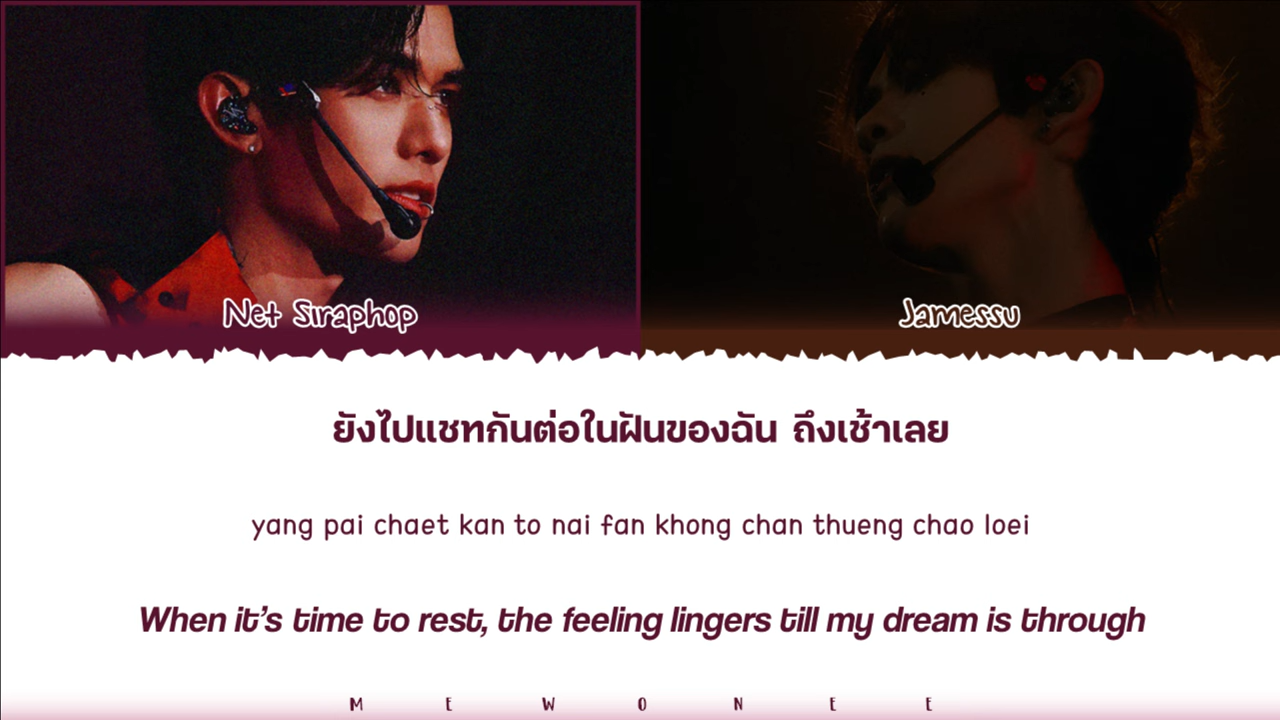 Net Siraphop
Jamessu
ยังไปแชทกันต่อในฝันของฉัน ถึงเช้าเลย
yang pai chaet kan to nai fan khong chan thueng chao loei
When it's time to rest, the feeling lingers till my dream is through
MEWONEE